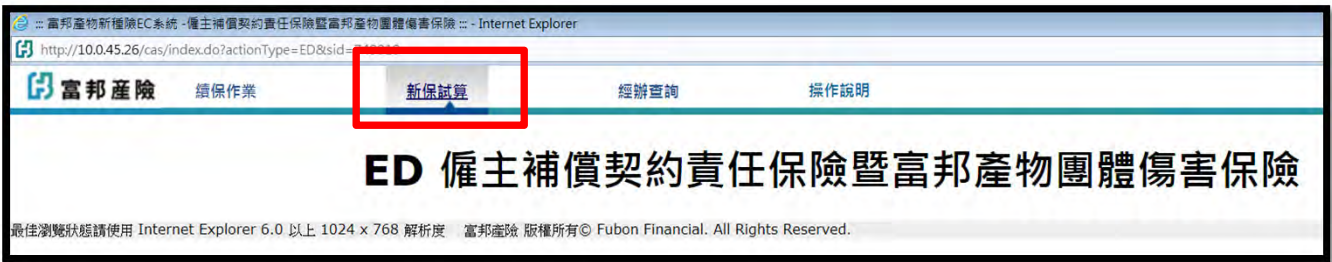 ::: 富邦產物新種險EC系統 -僱主補償契約責任保險暨富邦產物團體傷害保險 ::: - Internet Explorer
http://10.0.45.26/cas/index.do?actionType=ED&sid=
富邦產險 續保作業 新保試算 經辦查詢 操作說明
ED 僱主補償契約責任保險暨富邦產物團體傷害保險
最佳瀏覽狀態請使用 Internet Explorer 6.0 以上 1024 x 768 解析度 富邦產險 版權所有© Fubon Financial. All Rights Reserved.